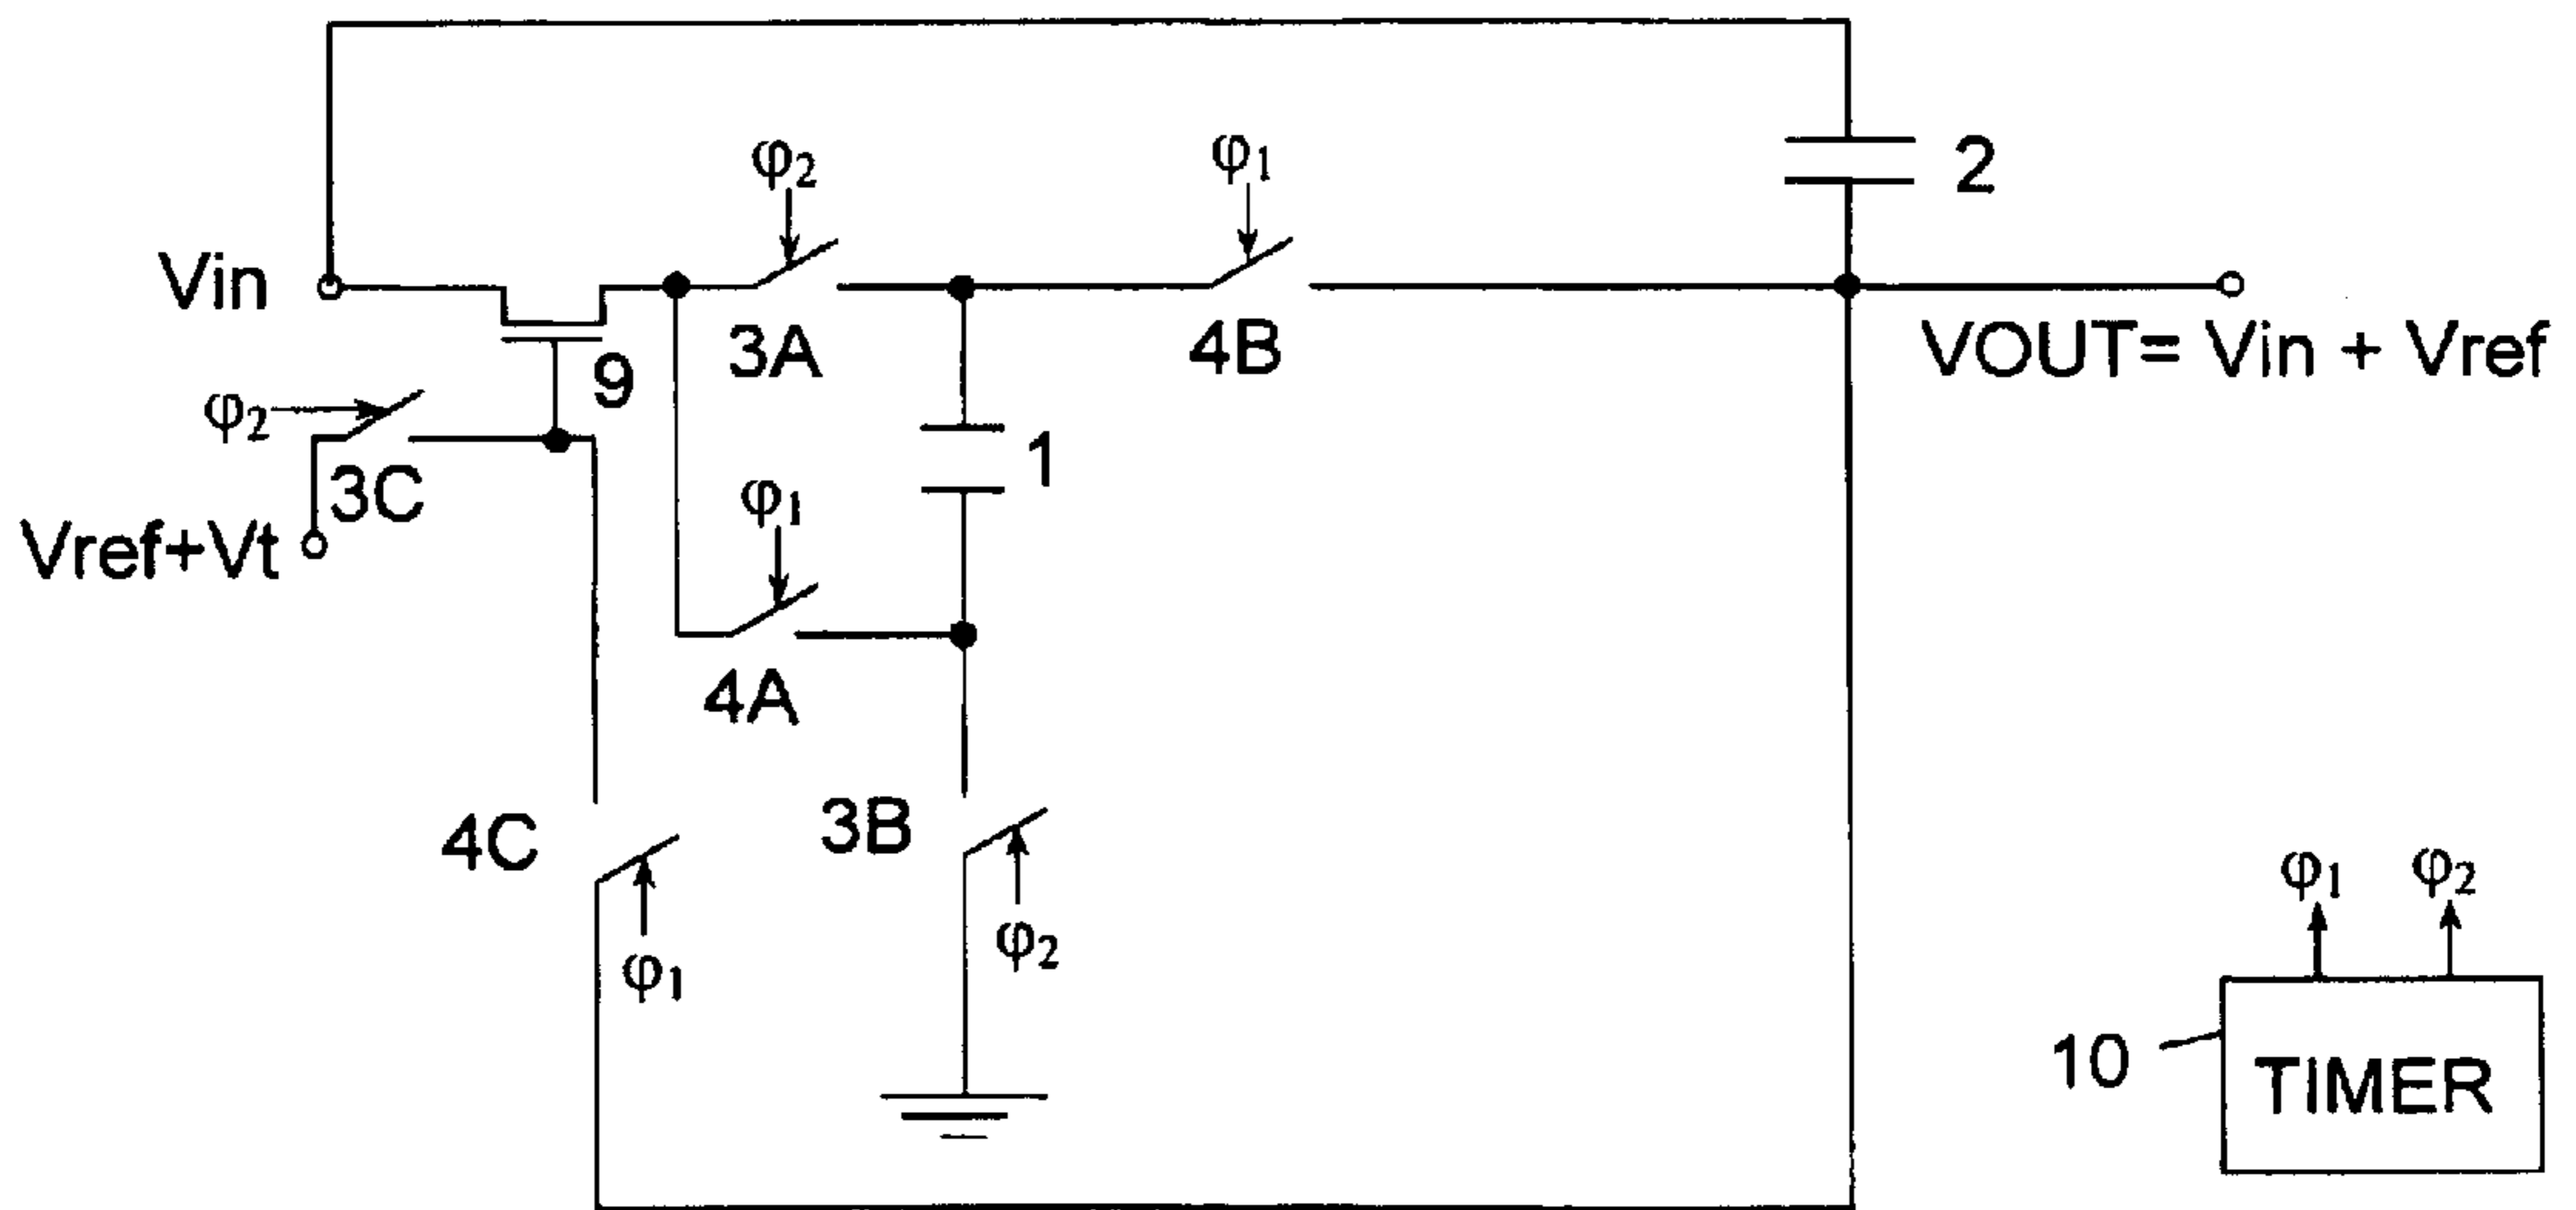 φ2
φ1
2
Vin
3A
4B
VOUT= Vin + Vref
9
φ2
3C
1
φ1
Vref+Vt
4A
4C
3B
φ1
φ2
φ1
φ2
10
TIMER